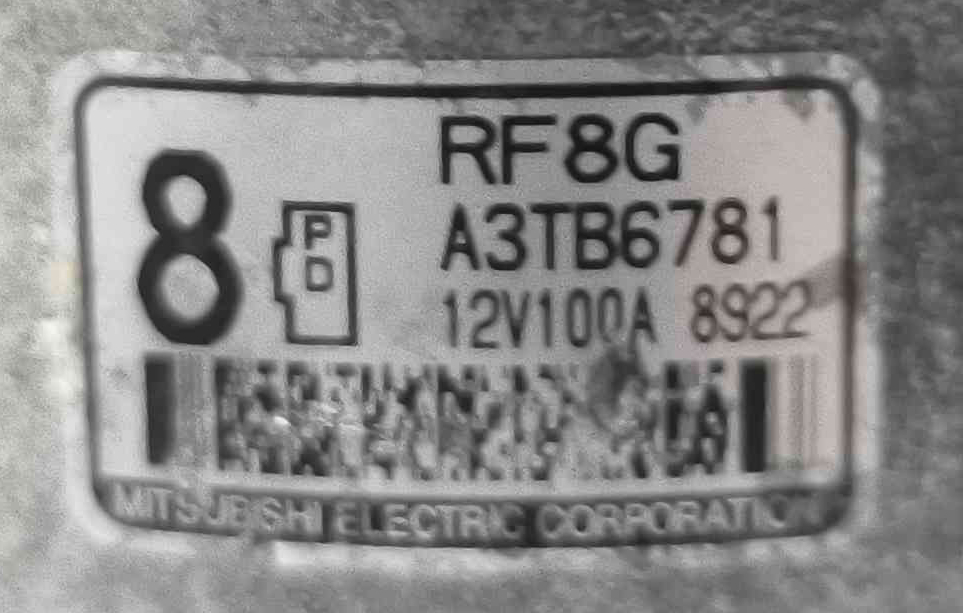 RF8G
8
P
D
A3TB6781
12V100A 8922
MITSUBISHI ELECTRIC CORPORATION